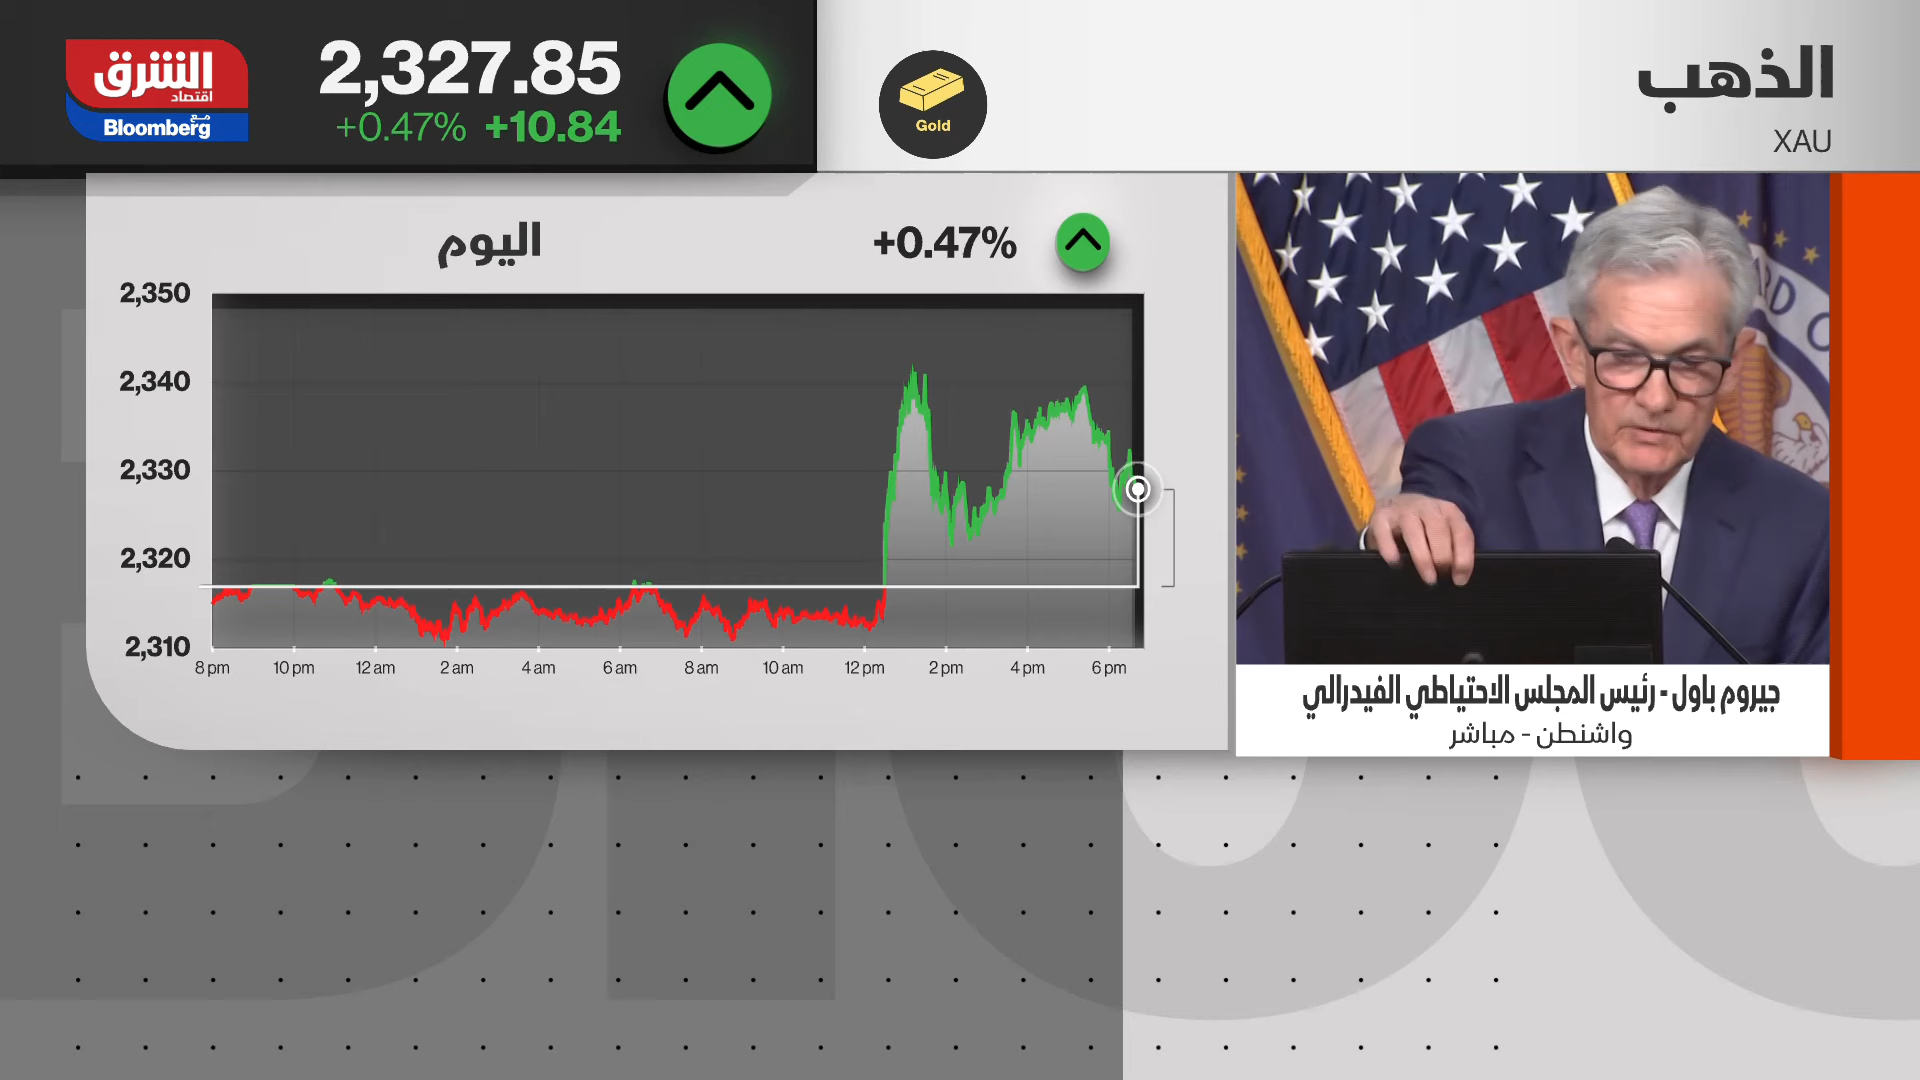 الشرق
اقتصاد
مع
Bloomberg
2,327.85
+0.47% +10.84
Gold
الذهب
XAU
اليوم
+0.47%
2,350
2,340
2,330
2,320
2,310
8 pm 10 pm 12 am 2 am 4 am 6 am 8 am 10 am 12 pm 2 pm 4 pm 6 pm
جيروم باول - رئيس المجلس الاحتياطي الفيدرالي
واشنطن - مباشر